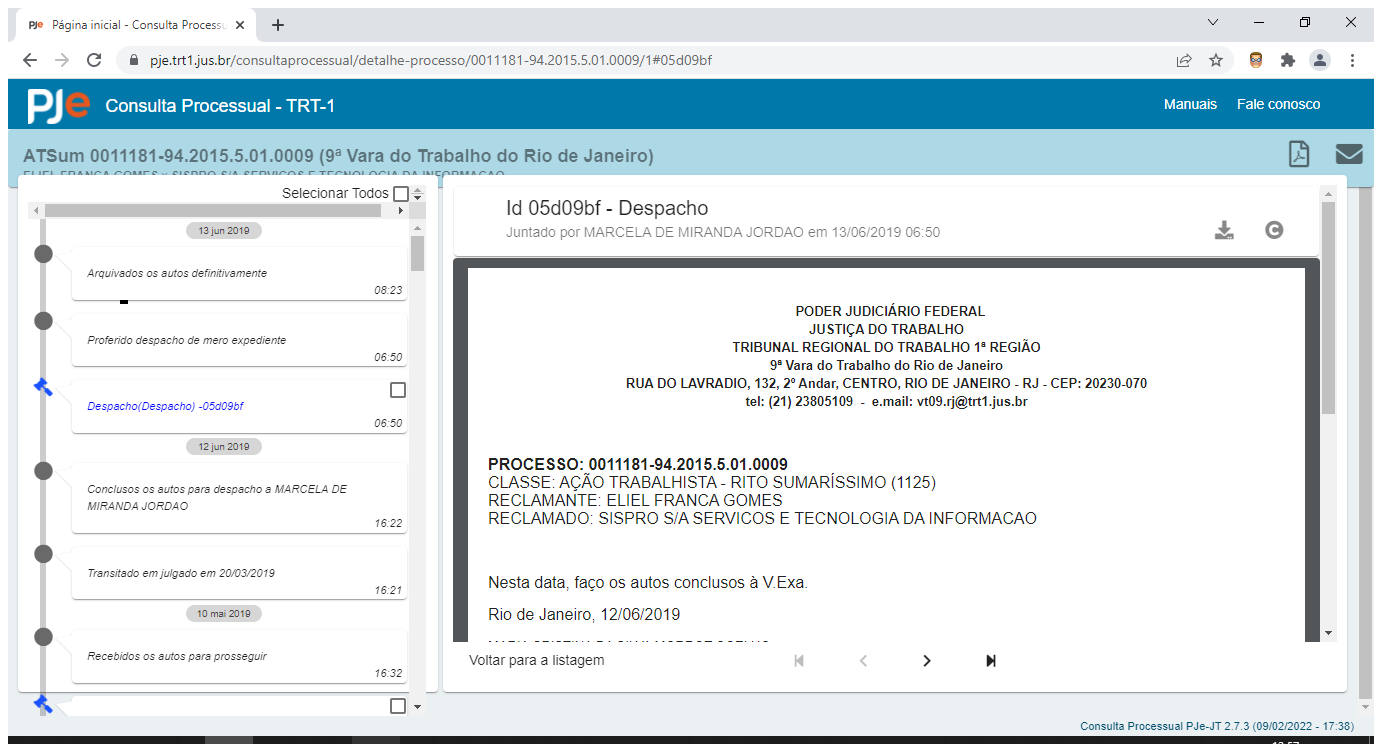 PJe Página inicial - Consulta Process
pje.trt1.jus.br/consultaprocessual/detalhe-processo/0011181-94.2015.5.01.0009/1#05d09bf
PJe Consulta Processual - TRT-1
Manuais Fale conosco
ATSum 0011181-94.2015.5.01.0009 (9ª Vara do Trabalho do Rio de Janeiro)
ELIEL FRANCA GOMES x SISPRO S/A SERVICOS E TECNOLOGIA DA INFORMACAO
Selecionar Todos
13 jun 2019
Arquivados os autos definitivamente
08:23
Proferido despacho de mero expediente
06:50
Despacho(Despacho) -05d09bf
06:50
12 jun 2019
Conclusos os autos para despacho a MARCELA DE
MIRANDA JORDAO
16:22
Transitado em julgado em 20/03/2019
16:21
10 mai 2019
Recebidos os autos para prosseguir
16:32
Id 05d09bf - Despacho
Juntado por MARCELA DE MIRANDA JORDAO em 13/06/2019 06:50
PODER JUDICIÁRIO FEDERAL
JUSTIÇA DO TRABALHO
TRIBUNAL REGIONAL DO TRABALHO 1ª REGIÃO
9ª Vara do Trabalho do Rio de Janeiro
RUA DO LAVRADIO, 132, 2º Andar, CENTRO, RIO DE JANEIRO - RJ - CEP: 20230-070
tel: (21) 23805109 - e.mail: vt09.rj@trt1.jus.br
PROCESSO: 0011181-94.2015.5.01.0009
CLASSE: AÇÃO TRABALHISTA - RITO SUMARÍSSIMO (1125)
RECLAMANTE: ELIEL FRANCA GOMES
RECLAMADO: SISPRO S/A SERVICOS E TECNOLOGIA DA INFORMACAO
Nesta data, faço os autos conclusos à V.Exa.
Rio de Janeiro, 12/06/2019
Voltar para a listagem
Consulta Processual PJe-JT 2.7.3 (09/02/2022 - 17:38)